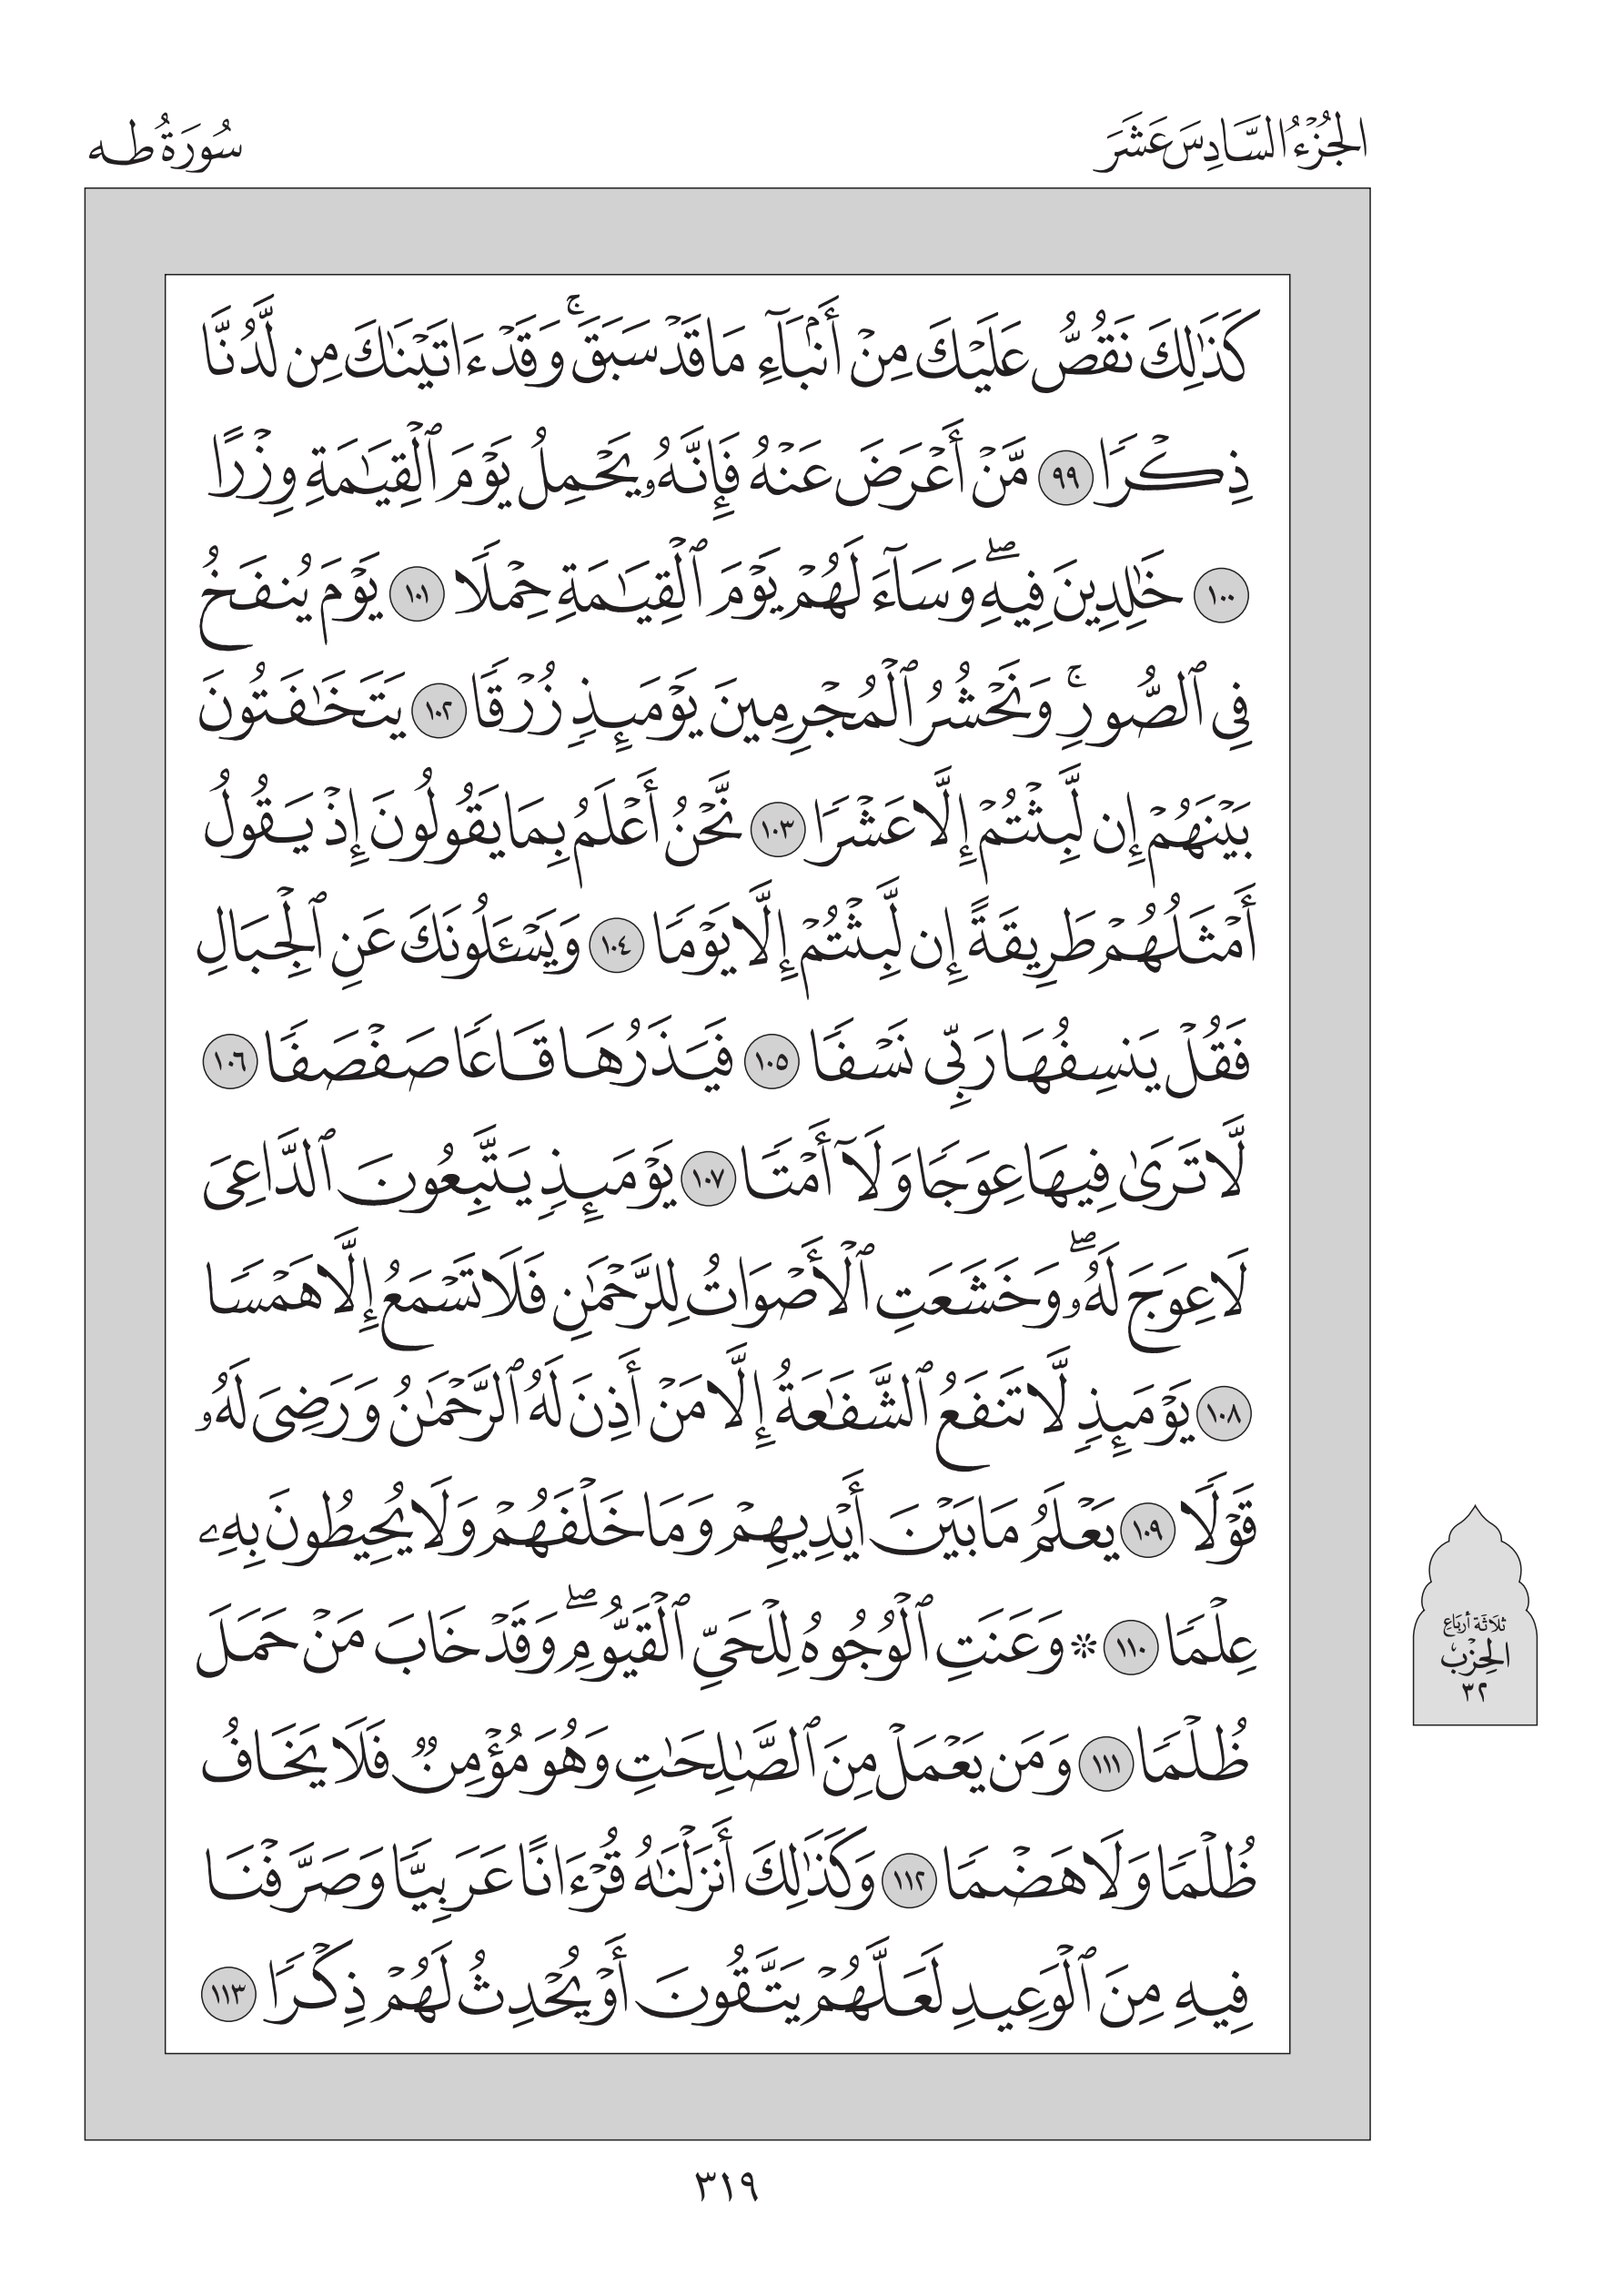 الجُزْءُ السَّادِسَ عَشَرَ
سُورَةُ طه
كَذَٰلِكَ نَقُصُّ عَلَيْكَ مِنْ أَنۢبَآءِ مَا قَدْ سَبَقَۚ وَقَدْ ءَاتَيْنَٰكَ مِن لَّدُنَّا
ذِكْرًا ٩٩ مَّنْ أَعْرَضَ عَنْهُ فَإِنَّهُۥ يَحْمِلُ يَوْمَ ٱلْقِيَٰمَةِ وِزْرًا
١٠٠ خَٰلِدِينَ فِيهِۖ وَسَآءَ لَهُمْ يَوْمَ ٱلْقِيَٰمَةِ حِمْلًا ١٠١ يَوْمَ يُنفَخُ
فِى ٱلصُّورِۚ وَنَحْشُرُ ٱلْمُجْرِمِينَ يَوْمَئِذٍ زُرْقًا ١٠٢ يَتَخَٰفَتُونَ
بَيْنَهُمْ إِن لَّبِثْتُمْ إِلَّا عَشْرًا ١٠٣ نَّحْنُ أَعْلَمُ بِمَا يَقُولُونَ إِذْ يَقُولُ
أَمْثَلُهُمْ طَرِيقَةً إِن لَّبِثْتُمْ إِلَّا يَوْمًا ١٠٤ وَيَسْـَٔلُونَكَ عَنِ ٱلْجِبَالِ
فَقُلْ يَنسِفُهَا رَبِّى نَسْفًا ١٠٥ فَيَذَرُهَا قَاعًا صَفْصَفًا ١٠٦
لَّا تَرَىٰ فِيهَا عِوَجًا وَلَآ أَمْتًا ١٠٧ يَوْمَئِذٍ يَتَّبِعُونَ ٱلدَّاعِىَ
لَا عِوَجَ لَهُۥۖ وَخَشَعَتِ ٱلْأَصْوَاتُ لِلرَّحْمَٰنِ فَلَا تَسْمَعُ إِلَّا هَمْسًا
١٠٨ يَوْمَئِذٍ لَّا تَنفَعُ ٱلشَّفَٰعَةُ إِلَّا مَنْ أَذِنَ لَهُ ٱلرَّحْمَٰنُ وَرَضِىَ لَهُۥ
قَوْلًا ١٠٩ يَعْلَمُ مَا بَيْنَ أَيْدِيهِمْ وَمَا خَلْفَهُمْ وَلَا يُحِيطُونَ بِهِۦ
عِلْمًا ١١٠ ۞ وَعَنَتِ ٱلْوُجُوهُ لِلْحَىِّ ٱلْقَيُّومِۖ وَقَدْ خَابَ مَنْ حَمَلَ
ظُلْمًا ١١١ وَمَن يَعْمَلْ مِنَ ٱلصَّٰلِحَٰتِ وَهُوَ مُؤْمِنٌ فَلَا يَخَافُ
ظُلْمًا وَلَا هَضْمًا ١١٢ وَكَذَٰلِكَ أَنزَلْنَٰهُ قُرْءَانًا عَرَبِيًّا وَصَرَّفْنَا
فِيهِ مِنَ ٱلْوَعِيدِ لَعَلَّهُمْ يَتَّقُونَ أَوْ يُحْدِثُ لَهُمْ ذِكْرًا ١١٣
ثلاثة أرباع
الحِزْب
٣٢
٣١٩